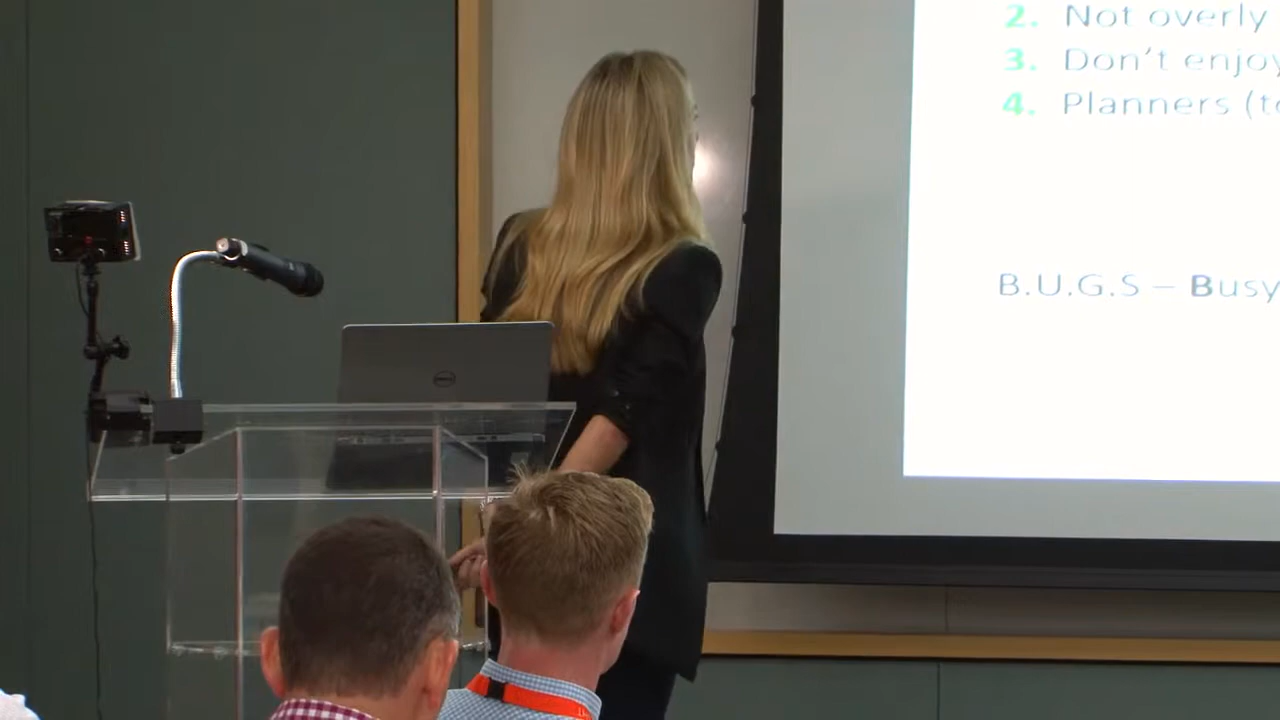 2. Not overly
3. Don't enjoy
4. Planners (to
B.U.G.S – Busy
DELL